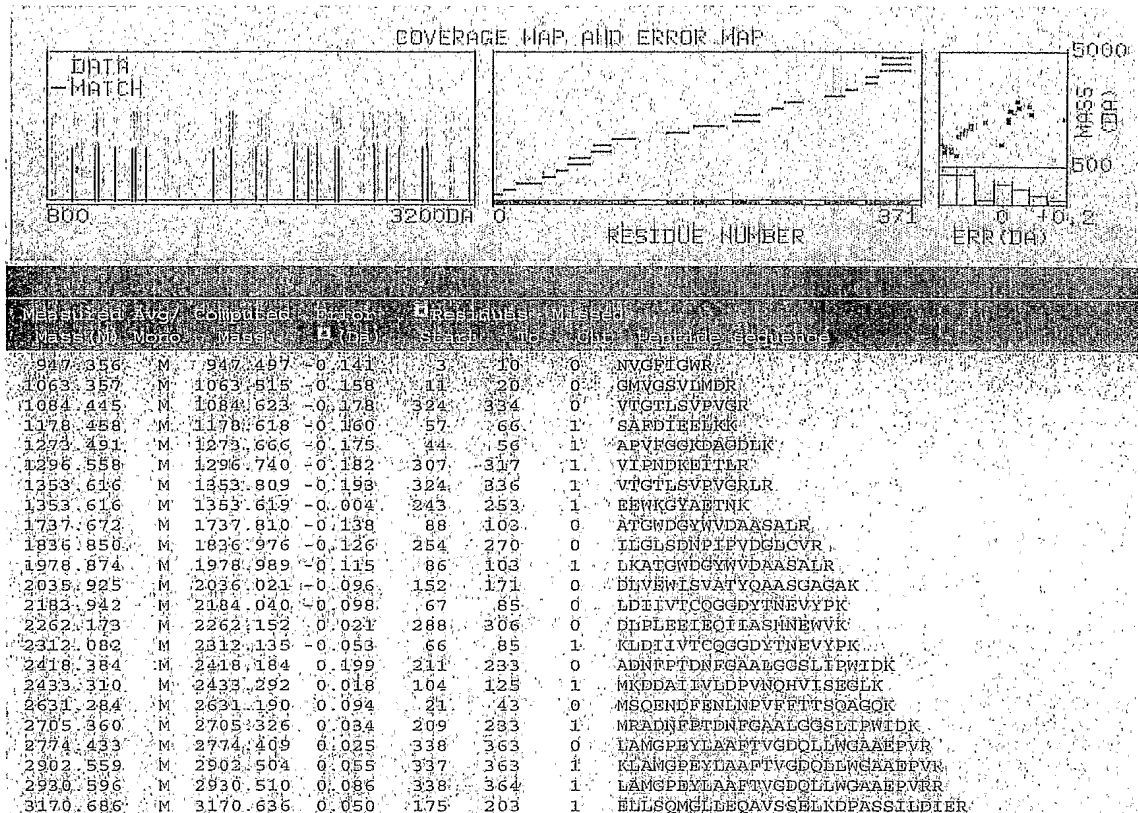 COVERAGE MAP AND ERROR MAP
DATA
MATCH
5000
MASS (DA)
500
800 3200DA
0 371
RESIDUE NUMBER
0 +0.2
ERR(DA)
Measured Avg/ Computed Error Residues Missed
Mass(M) Mono Mass (Da) Start To Cut Peptide sequence
947.356 M 947.497 -0.141 3 10 0 NVGFIGWR
1063.357 M 1063.515 -0.158 11 20 0 GMVGSVLMDR
1084.445 M 1084.623 -0.178 324 334 0 VTGTLSVPVGR
1178.458 M 1178.618 -0.160 57 66 1 SAFDIEELKK
1273.491 M 1273.666 -0.175 44 56 1 APVFGGKDAGDLK
1296.558 M 1296.740 -0.182 307 317 1 VIPNDKEITLR
1353.616 M 1353.809 -0.193 324 336 1 VTGTLSVPVGRLR
1353.616 M 1353.619 -0.004 243 253 1 EEWKGYAETNK
1737.672 M 1737.810 -0.138 88 103 0 ATGWDGYWVDAASALR
1836.850 M 1836.976 -0.126 254 270 0 ILGLSDNPIPVDGLCVR
1978.874 M 1978.989 -0.115 86 103 1 LKATGWDGYWVDAASALR
2035.925 M 2036.021 -0.096 152 171 0 DLVEWISVATYQAASGAGAK
2183.942 M 2184.040 -0.098 67 85 0 LDIIVTCQGGDYTNEVYPK
2262.173 M 2262.152 0.021 288 306 0 DLPLEEIEQIIASHNEWVK
2312.082 M 2312.135 -0.053 66 85 1 KLDIIVTCQGGDYTNEVYPK
2418.384 M 2418.184 0.199 211 233 0 ADNFPTDNFGAALGGSLIPWIDK
2433.310 M 2433.292 0.018 104 125 1 MKDDAIIVLDPVNQHVISEGLK
2631.284 M 2631.190 0.094 21 43 0 MSQENDFENLNPVFFTTSQAGQK
2705.360 M 2705.326 0.034 209 233 1 MRADNFPTDNFGAALGGSLIPWIDK
2774.433 M 2774.409 0.025 338 363 0 LAMGPEYLAAFTVGDQLLWGAAEPVR
2902.559 M 2902.504 0.055 337 363 1 KLAMGPEYLAAFTVGDQLLWGAAEPVR
2930.596 M 2930.510 0.086 338 364 1 LAMGPEYLAAFTVGDQLLWGAAEPVRR
3170.686 M 3170.636 0.050 175 203 1 ELLSQMGLLEQAVSSELKDPASSILDIER